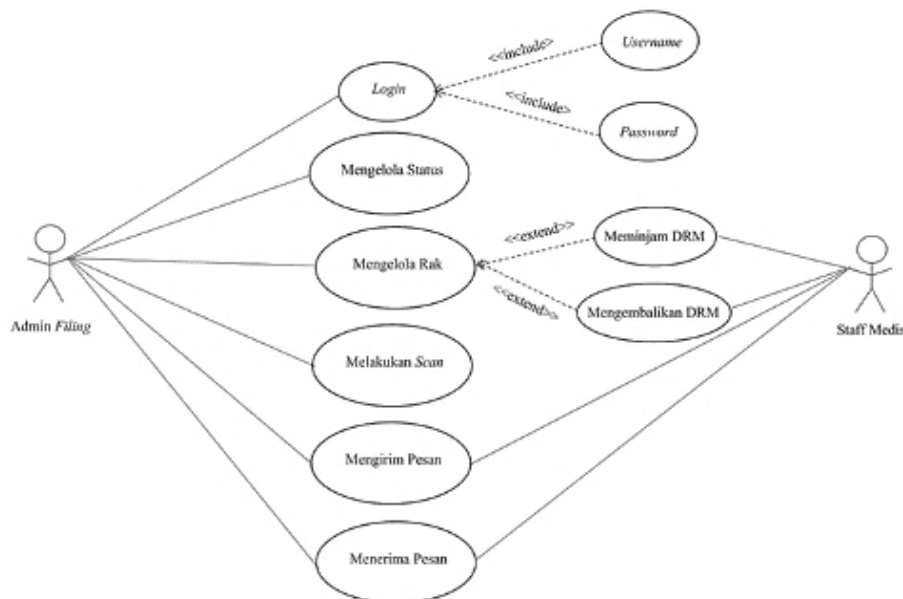 Username
<<include>
Login
<<include>
Password
Mengelola Status
<<extend>>
Meminjam DRM
Mengelola Rak
<<extend>>
Mengembalikan DRM
Admin Filing
Staff Medis
Melakukan Scan
Mengirim Pesan
Menerima Pesan